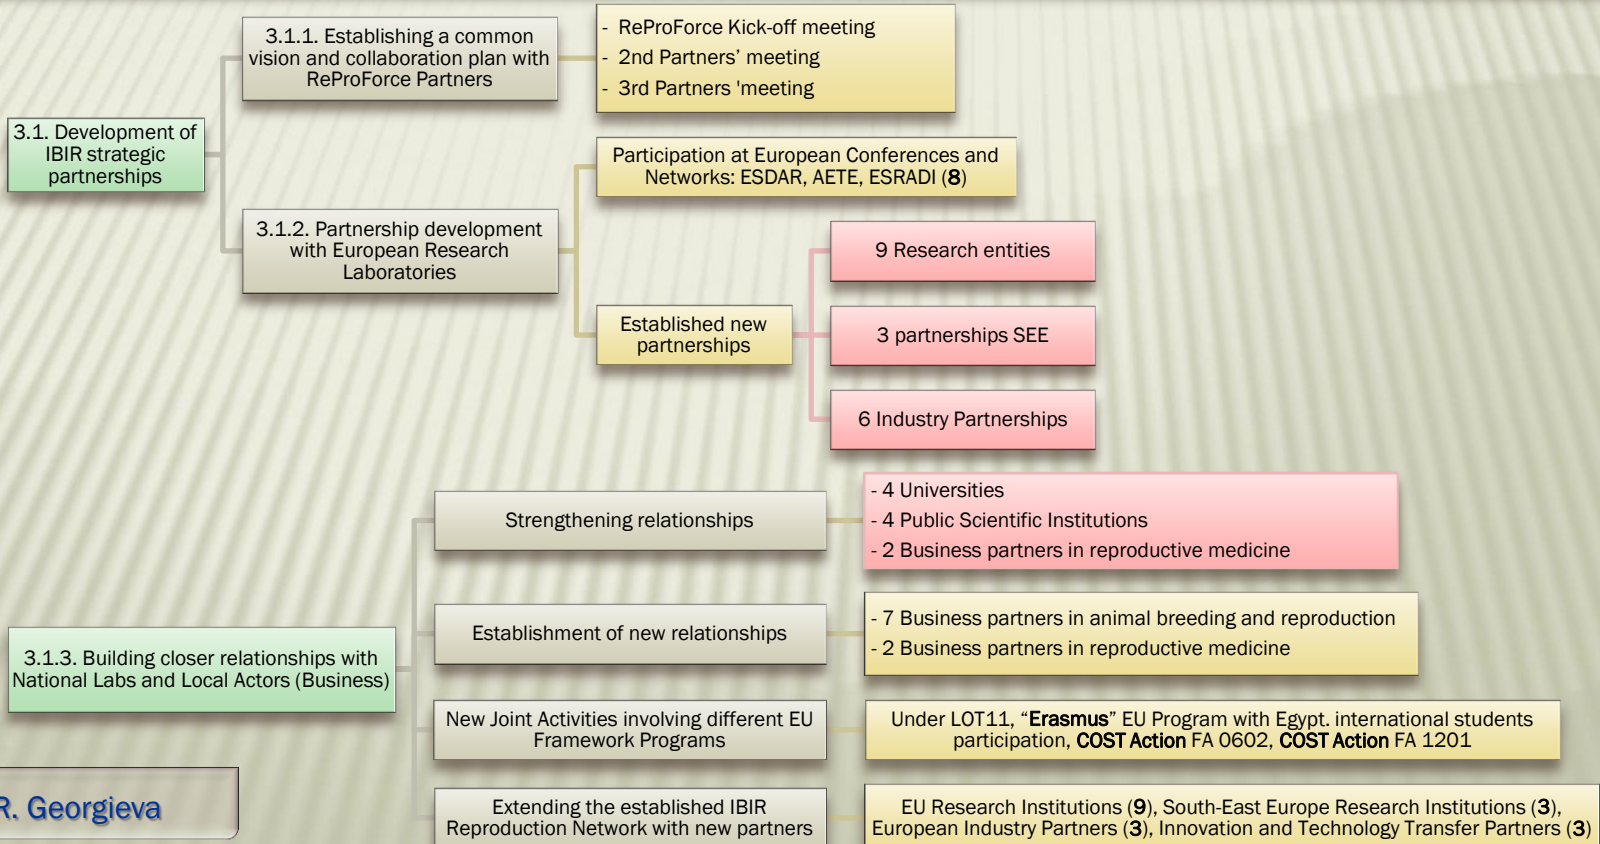 3.1. Development of
IBIR strategic
partnerships
3.1.1. Establishing a common
vision and collaboration plan with
ReProForce Partners
- ReProForce Kick-off meeting
- 2nd Partners’ meeting
- 3rd Partners 'meeting
3.1.2. Partnership development
with European Research
Laboratories
Participation at European Conferences and
Networks: ESDAR, AETE, ESRADI (8)
Established new
partnerships
9 Research entities
3 partnerships SEE
6 Industry Partnerships
3.1.3. Building closer relationships with
National Labs and Local Actors (Business)
Strengthening relationships
- 4 Universities
- 4 Public Scientific Institutions
- 2 Business partners in reproductive medicine
Establishment of new relationships
- 7 Business partners in animal breeding and reproduction
- 2 Business partners in reproductive medicine
New Joint Activities involving different EU
Framework Programs
Under LOT11, “Erasmus” EU Program with Egypt. international students
participation, COST Action FA 0602, COST Action FA 1201
Extending the established IBIR
Reproduction Network with new partners
EU Research Institutions (9), South-East Europe Research Institutions (3),
European Industry Partners (3), Innovation and Technology Transfer Partners (3)
R. Georgieva